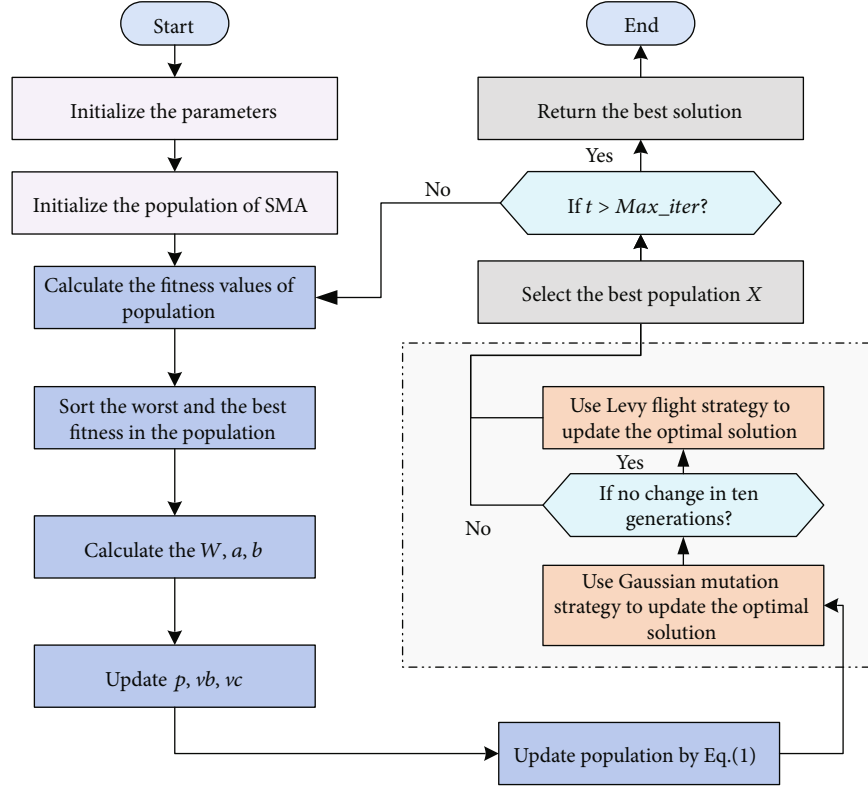 Start
Initialize the parameters
Initialize the population of SMA
Calculate the fitness values of
population
Sort the worst and the best
fitness in the population
Calculate the W, a, b
Update p, vb, vc
Update population by Eq.(1)
Use Gaussian mutation
strategy to update the optimal
solution
If no change in ten
generations?
No
Yes
Use Levy flight strategy to
update the optimal solution
Select the best population X
If t > Max_iter?
No
Yes
Return the best solution
End